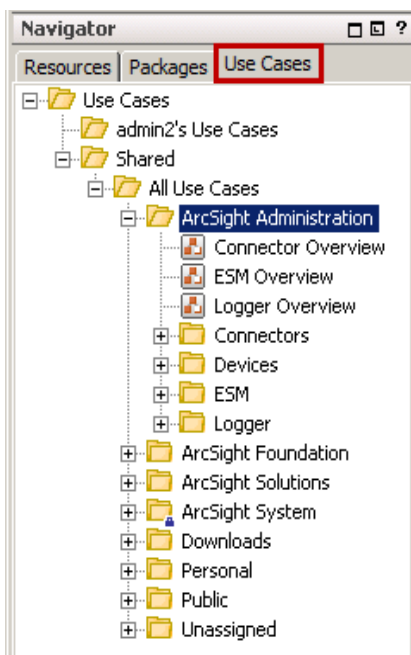 Navigator ?
Resources Packages Use Cases
Use Cases
admin2's Use Cases
Shared
All Use Cases
ArcSight Administration
Connector Overview
ESM Overview
Logger Overview
Connectors
Devices
ESM
Logger
ArcSight Foundation
ArcSight Solutions
ArcSight System
Downloads
Personal
Public
Unassigned